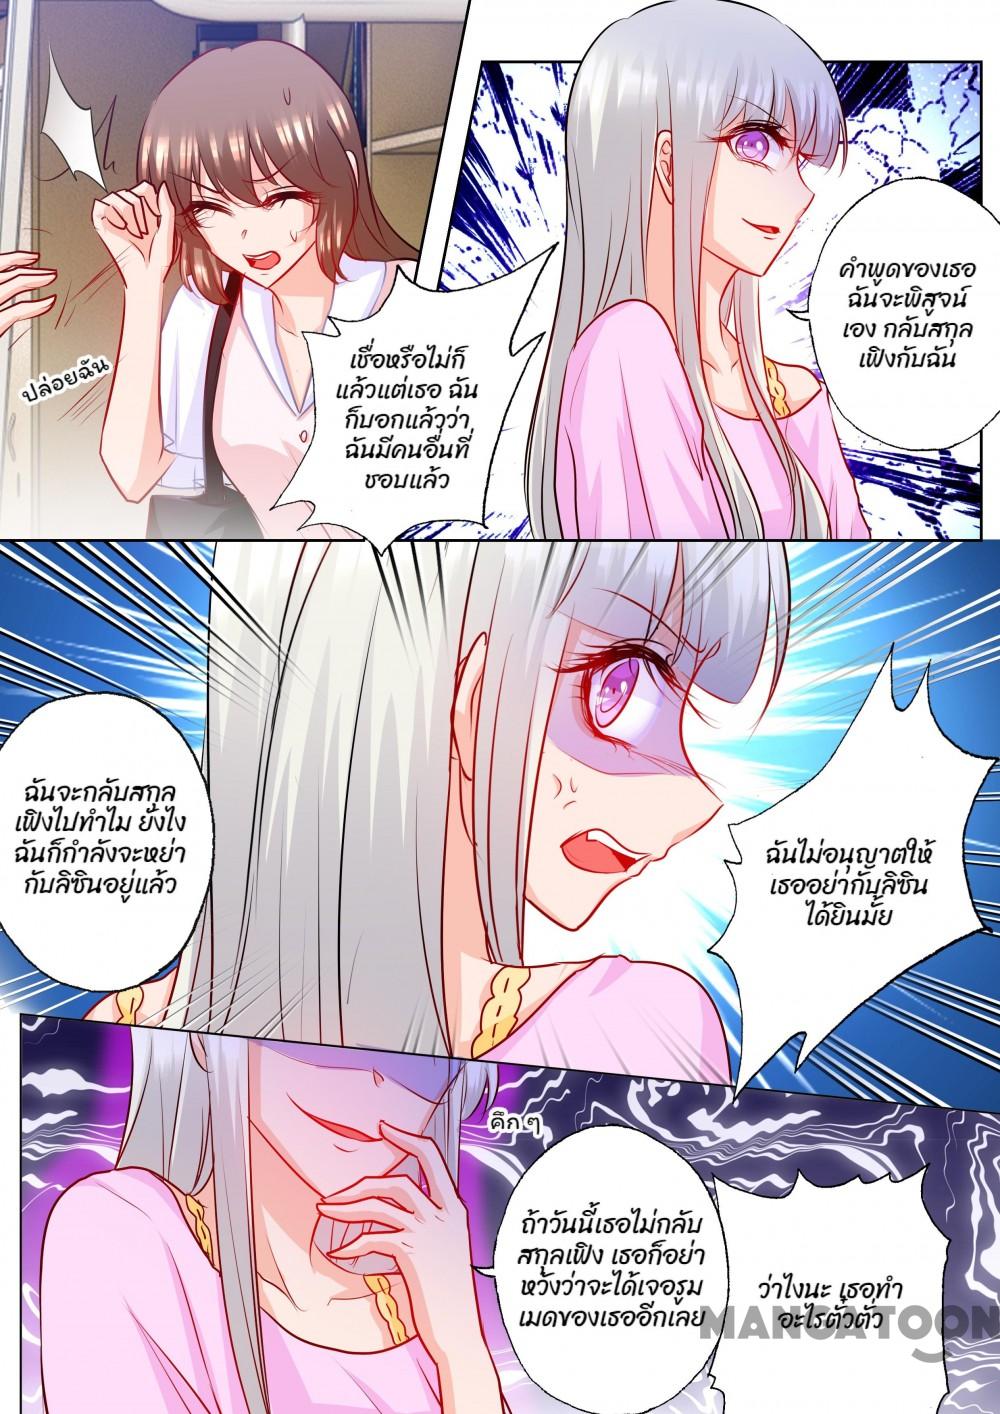 ปล่อยฉัน
เชื่อหรือไม่ก็
แล้วแต่เธอ ฉัน
ก็บอกแล้วว่า
ฉันมีคนอื่นที่
ชอบแล้ว
คำพูดของเธอ
ฉันจะพิสูจน์
เอง กลับสกุล
เฟิงกับฉัน
ฉันจะกลับสกุล
เฟิงไปทำไม ยังไง
ฉันก็กำลังจะหย่า
กับลิซินอยู่แล้ว
ฉันไม่อนุญาตให้
เธออย่ากับลิซิน
ได้ยินมั้ย
คึก ๆ
ถ้าวันนี้เธอไม่กลับ
สกุลเฟิง เธอก็อย่า
หวังว่าจะได้เจอรูม
เมดของเธออีกเลย
ว่าไงนะ เธอทำ
อะไรตั๋วตั่ว
MANGATOON